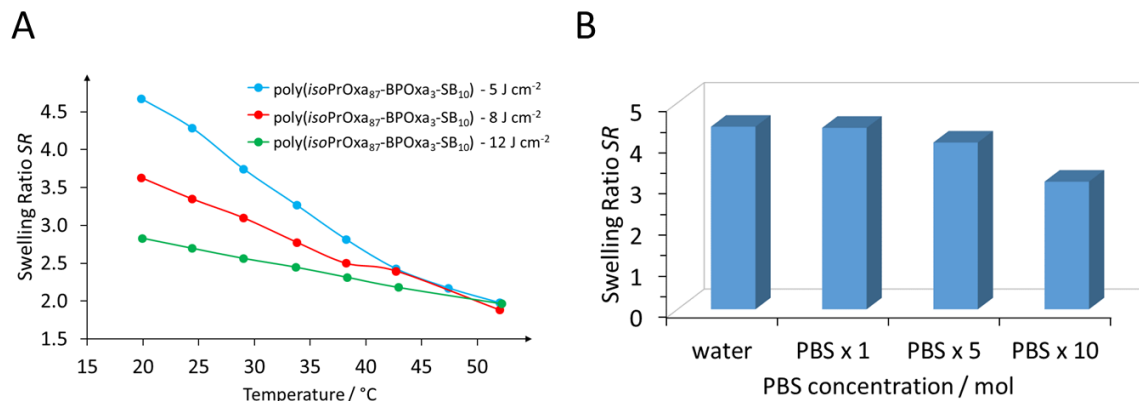 A
Swelling Ratio SR
4.5
4.0
3.5
3.0
2.5
2.0
1.5
15 20 25 30 35 40 45 50
Temperature / °C
poly(isoPrOxa₈₇-BPOxa₃-SB₁₀) - 5 J cm⁻²
poly(isoPrOxa₈₇-BPOxa₃-SB₁₀) - 8 J cm⁻²
poly(isoPrOxa₈₇-BPOxa₃-SB₁₀) - 12 J cm⁻²
B
Swelling Ratio SR
5
4
3
2
1
0
water PBS x 1 PBS x 5 PBS x 10
PBS concentration / mol